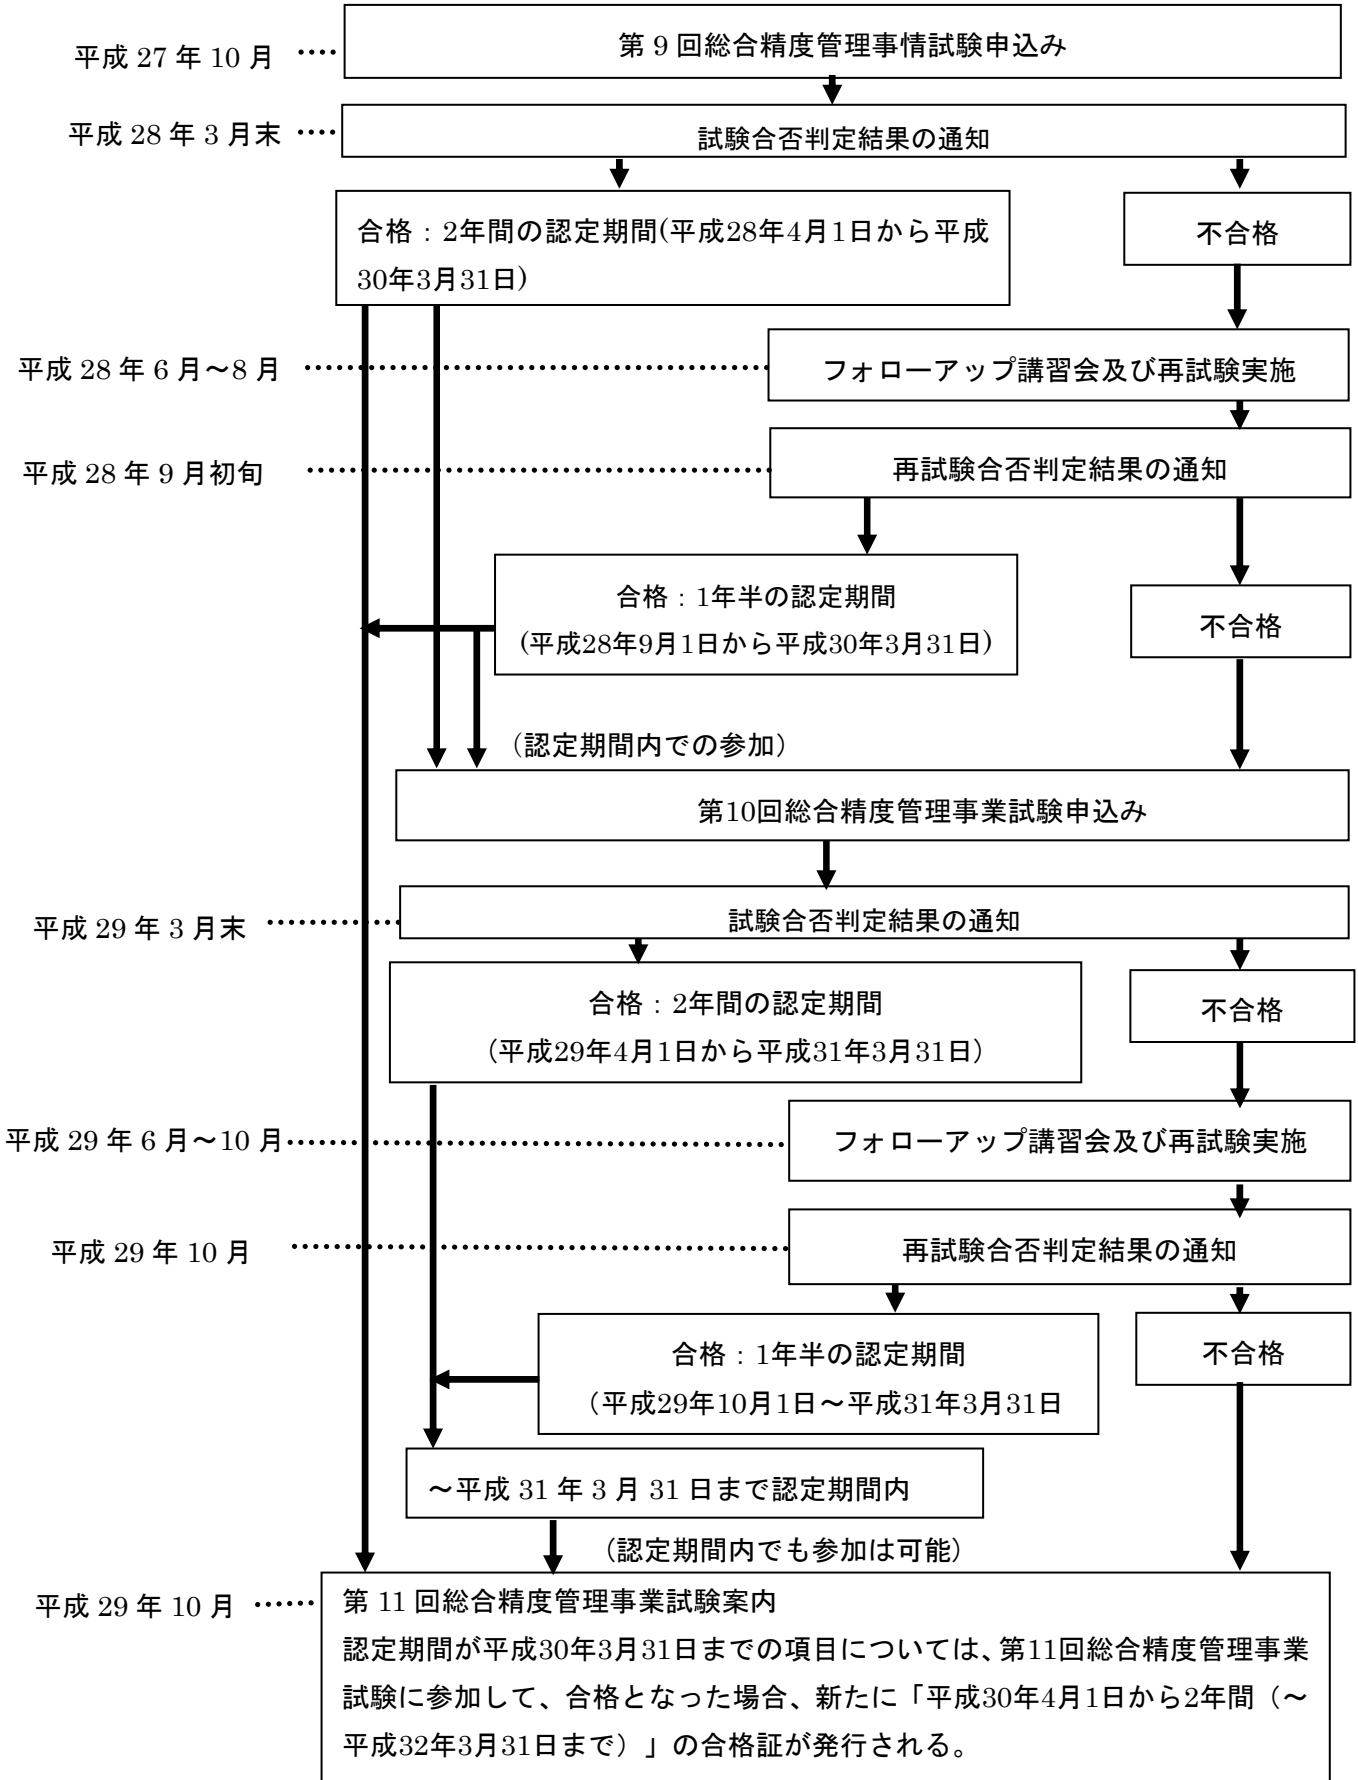 平成 27 年 10 月
第 9 回総合精度管理事情試験申込み
平成 28 年 3 月末
試験合否判定結果の通知
合格：2年間の認定期間(平成28年4月1日から平成
30年3月31日)
不合格
平成 28 年 6 月～8 月
フォローアップ講習会及び再試験実施
平成 28 年 9 月初旬
再試験合否判定結果の通知
合格：1年半の認定期間
(平成28年9月1日から平成30年3月31日)
不合格
（認定期間内での参加）
第10回総合精度管理事業試験申込み
平成 29 年 3 月末
試験合否判定結果の通知
合格：2年間の認定期間
（平成29年4月1日から平成31年3月31日）
不合格
平成 29 年 6 月～10 月
フォローアップ講習会及び再試験実施
平成 29 年 10 月
再試験合否判定結果の通知
合格：1年半の認定期間
（平成29年10月1日～平成31年3月31日
不合格
～平成 31 年 3 月 31 日まで認定期間内
（認定期間内でも参加は可能）
平成 29 年 10 月
第 11 回総合精度管理事業試験案内
認定期間が平成30年3月31日までの項目については、第11回総合精度管理事業
試験に参加して、合格となった場合、新たに「平成30年4月1日から2年間（～
平成32年3月31日まで）」の合格証が発行される。